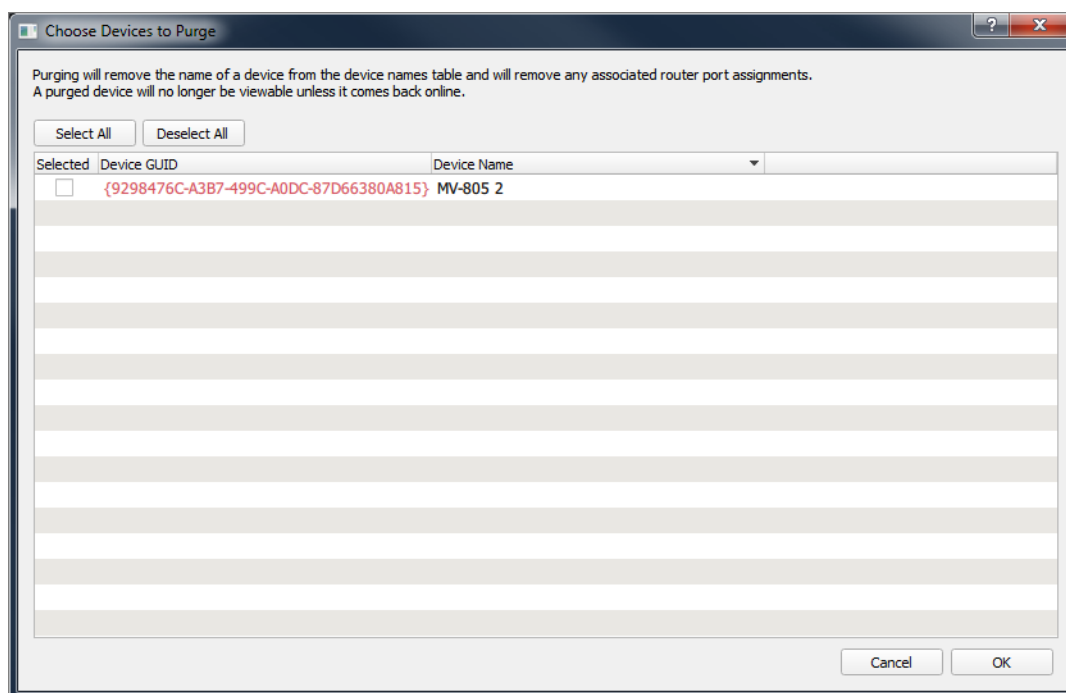 Choose Devices to Purge
?
Purging will remove the name of a device from the device names table and will remove any associated router port assignments.
A purged device will no longer be viewable unless it comes back online.
Select All Deselect All
Selected Device GUID Device Name
{9298476C-A3B7-499C-A0DC-87D66380A815} MV-805 2
Cancel OK